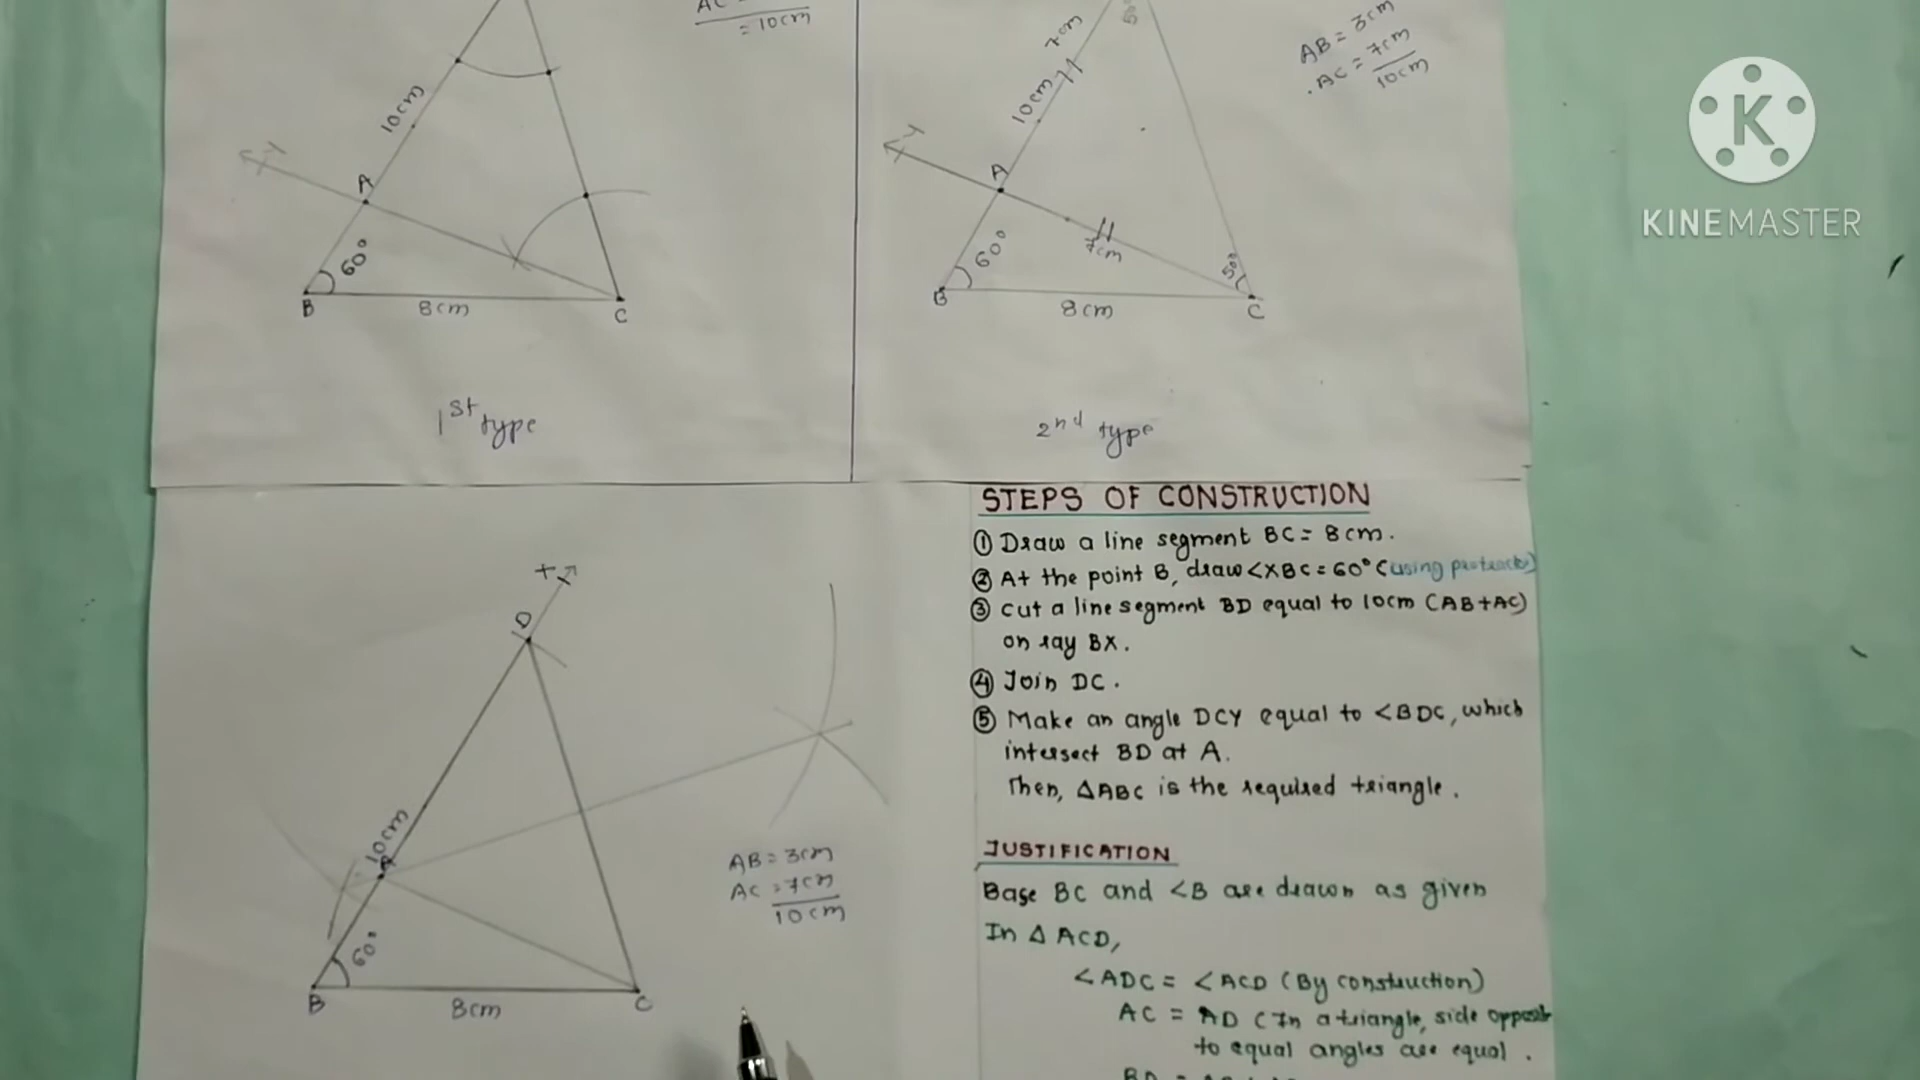 = 10cm
10cm
A
Y
60°
B
8cm
C
1st type
7cm
10cm
50°
AB = 3cm
AC = 7cm
10cm
A
Y
60°
7cm
50°
B
8cm
C
2nd type
K
KINEMASTER
D
10cm
A
60°
B
8cm
C
AB = 3cm
AC = 7cm
10cm
STEPS OF CONSTRUCTION
① Draw a line segment BC = 8cm.
② At the point B, draw <XBC = 60° (using
③ cut a line segment BD equal to 10cm (AB+AC)
on ray BX.
④ Join DC.
⑤ Make an angle DCY equal to <BDC, which
intersect BD at A.
Then, ΔABC is the required triangle.
JUSTIFICATION
Base BC and <B are drawn as given
In Δ ACD,
<ADC = <ACD (By construction)
AC = AD (In a triangle, side
to equal angles are equal.
BD =